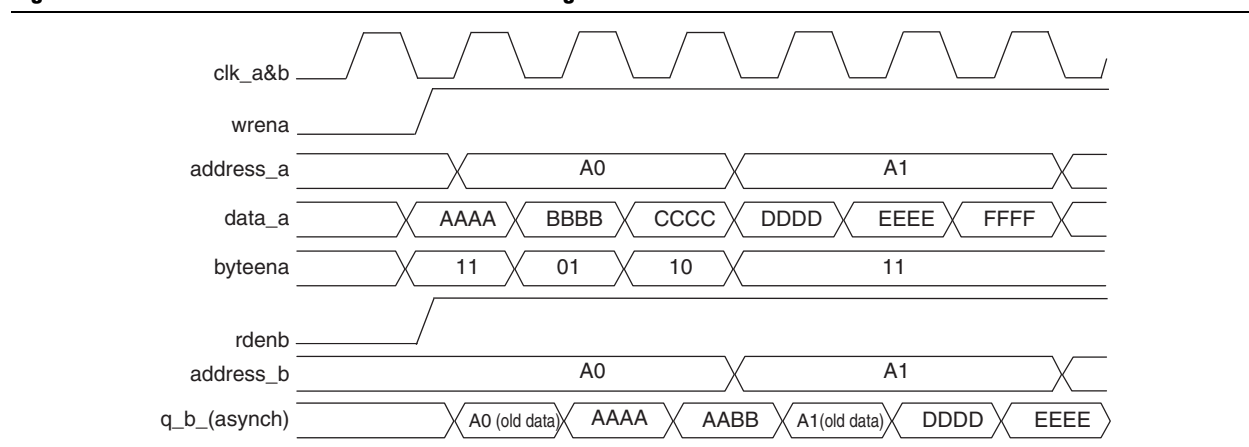 clk_a&b
wrena
address_a A0 A1
data_a AAAA BBBB CCCC DDDD EEEE FFFF
byteena 11 01 10 11
rdenb
address_b A0 A1
q_b_(asynch) A0 (old data) AAAA AABB A1(old data) DDDD EEEE